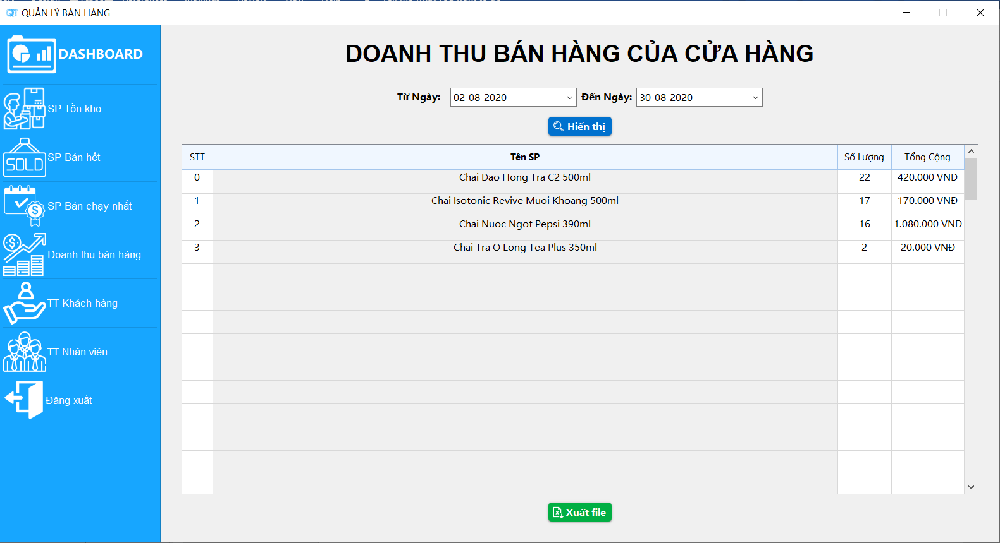 QT QUẢN LÝ BÁN HÀNG
DASHBOARD
SP Tồn kho
SOLD
SP Bán hết
$
SP Bán chạy nhất
$
Doanh thu bán hàng
TT Khách hàng
TT Nhân viên
Đăng xuất
DOANH THU BÁN HÀNG CỦA CỬA HÀNG
Từ Ngày: 02-08-2020 Đến Ngày: 30-08-2020
Hiển thị
STT Tên SP Số Lượng Tổng Cộng
0 Chai Dao Hong Tra C2 500ml 22 420.000 VNĐ
1 Chai Isotonic Revive Muoi Khoang 500ml 17 170.000 VNĐ
2 Chai Nuoc Ngot Pepsi 390ml 16 1.080.000 VNĐ
3 Chai Tra O Long Tea Plus 350ml 2 20.000 VNĐ
Xuất file